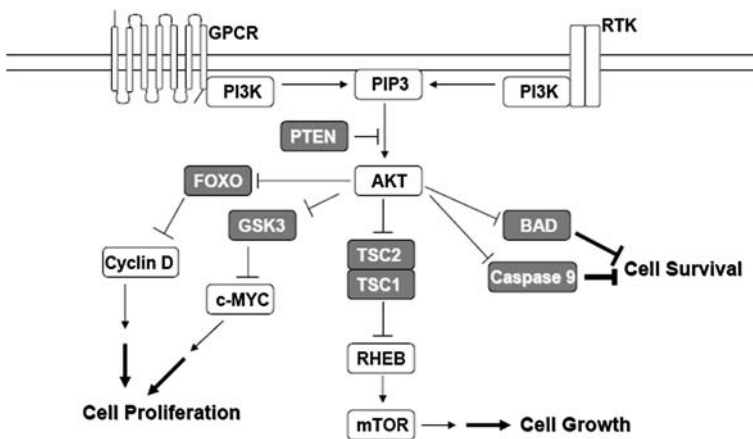 GPCR
RTK
PI3K
PIP3
PI3K
PTEN
AKT
FOXO
GSK3
BAD
TSC2
Cyclin D
Caspase 9
Cell Survival
TSC1
c-MYC
RHEB
Cell Proliferation
mTOR
Cell Growth